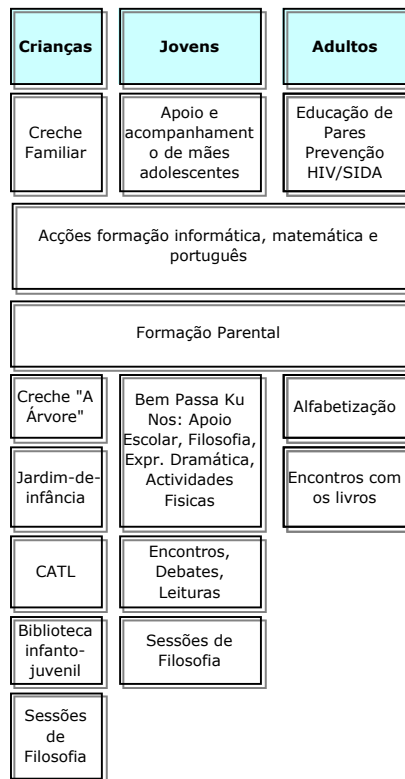 Crianças
Jovens
Adultos
Creche
Familiar
Apoio e
acompanhament
o de mães
adolescentes
Educação de
Pares
Prevenção
HIV/SIDA
Acções formação informática, matemática e
português
Formação Parental
Creche "A
Árvore"
Bem Passa Ku
Nos: Apoio
Escolar, Filosofia,
Expr. Dramática,
Actividades
Fisicas
Alfabetização
Jardim-de-
infância
Encontros com
os livros
CATL
Encontros,
Debates,
Leituras
Biblioteca
infanto-
juvenil
Sessões de
Filosofia
Sessões
de
Filosofia